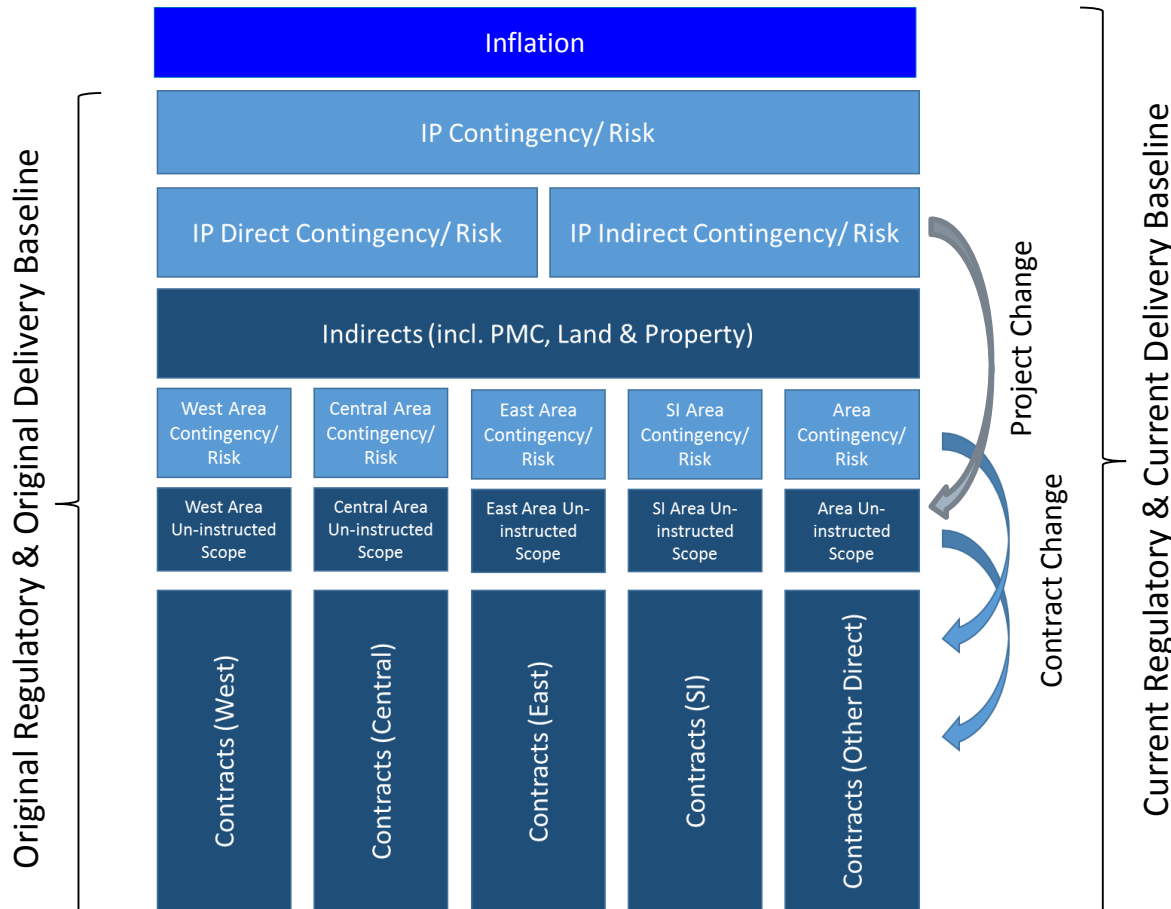 Inflation
IP Contingency/ Risk
IP Direct Contingency/ Risk
IP Indirect Contingency/ Risk
Indirects (incl. PMC, Land & Property)
West Area
Contingency/
Risk
Central Area
Contingency/
Risk
East Area
Contingency/
Risk
SI Area
Contingency/
Risk
Area
Contingency/
Risk
West Area
Un-instructed
Scope
Central Area
Un-instructed
Scope
East Area Un-
instructed
Scope
SI Area Un-
instructed
Scope
Area Un-
instructed
Scope
Contracts (West)
Contracts (Central)
Contracts (East)
Contracts (SI)
Contracts (Other Direct)
Original Regulatory & Original Delivery Baseline
Project Change
Contract Change
Current Regulatory & Current Delivery Baseline